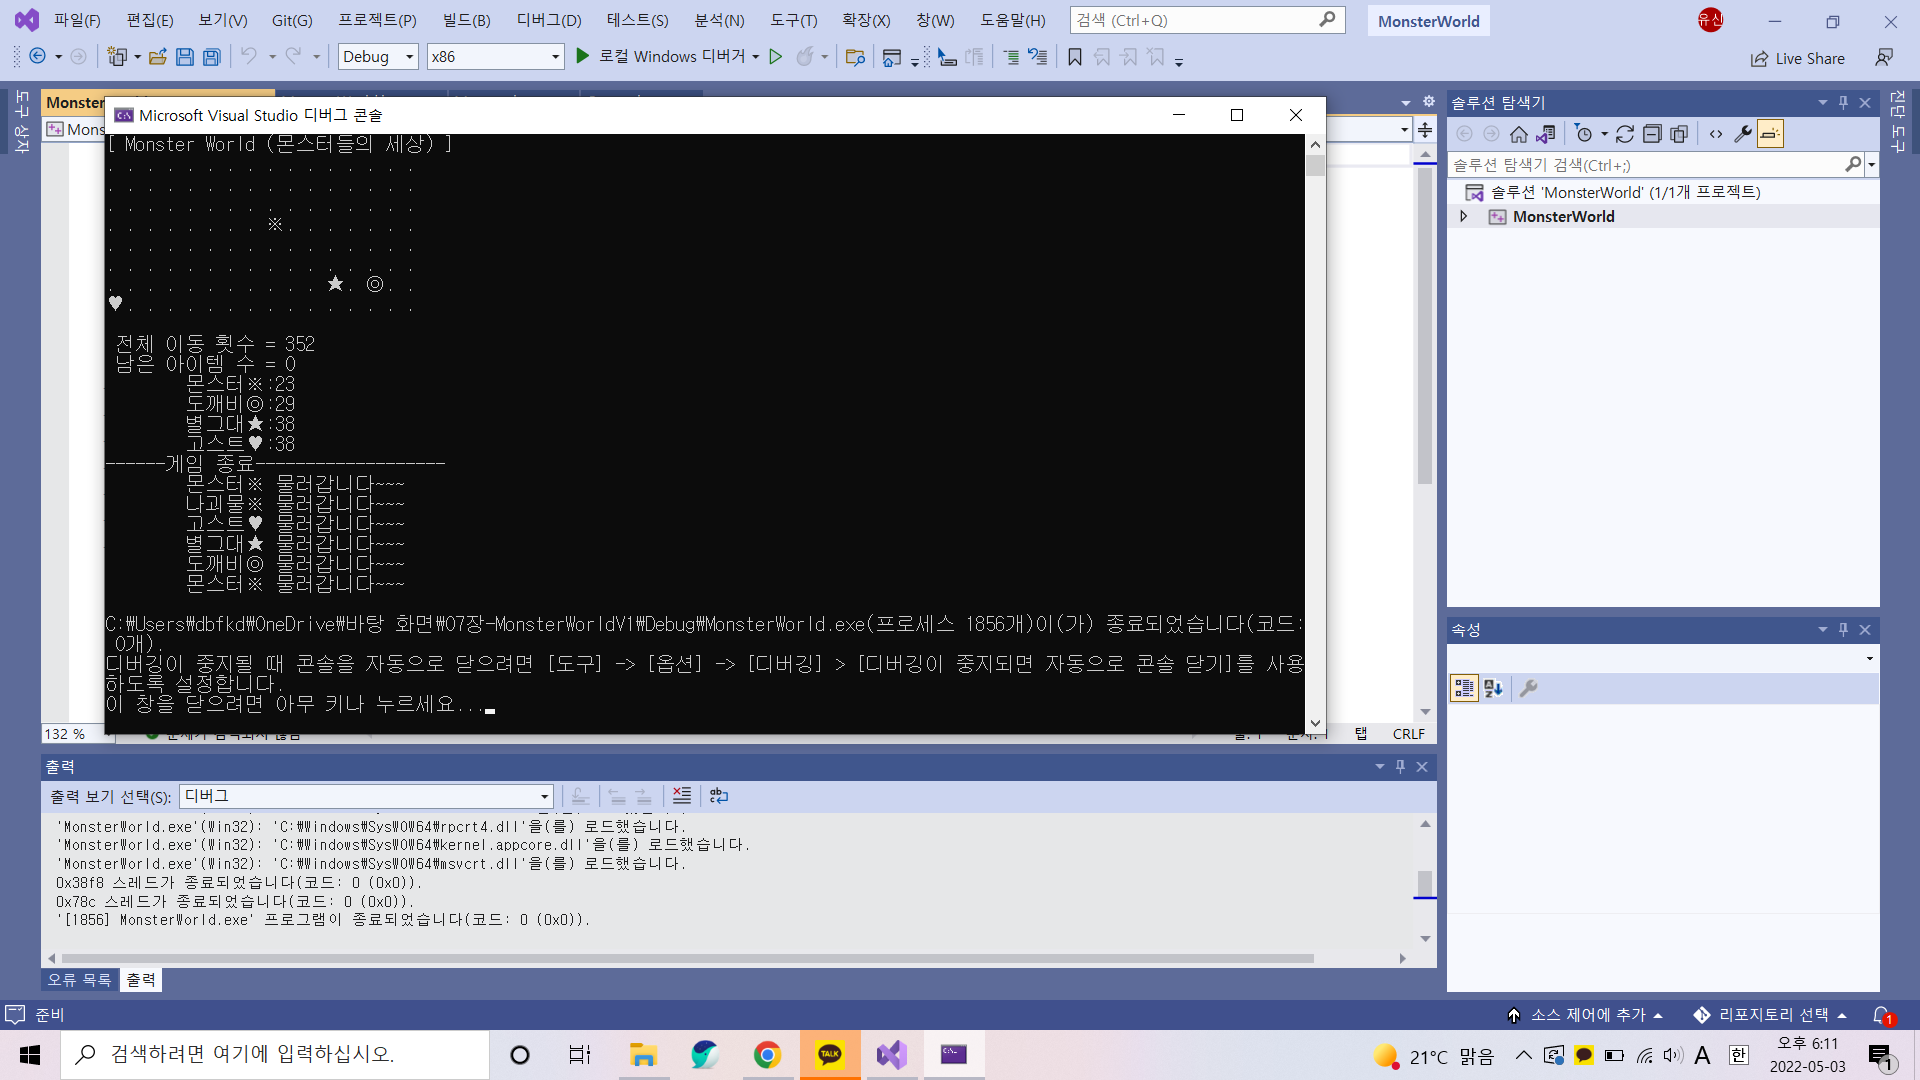 파일(F) 편집(E) 보기(V) Git(G) 프로젝트(P) 빌드(B) 디버그(D) 테스트(S) 분석(N) 도구(T) 확장(X) 창(W) 도움말(H) 검색 (Ctrl+Q) MonsterWorld 유신
Debug x86 로컬 Windows 디버거 Live Share
도구 상자
Monster
Mons
Microsoft Visual Studio 디버그 콘솔
[ Monster World (몬스터들의 세상) ]
. . . . . . . . . . . . . . . .
. . . . . . . . . . . . . . . .
. . . . . . . . . . . . . . . .
. . . . . . . . ※ . . . . . . .
. . . . . . . . . . . . . . . .
. . . . . . . . . . . . . . . .
. . . . . . . . . . . ★ . ◎ . .
♥ . . . . . . . . . . . . . . .
전체 이동 횟수 = 352
남은 아이템 수 = 0
몬스터※:23
도깨비◎:29
별그대★:38
고스트♥:38
------게임 종료-------------------
몬스터※ 물러갑니다~~~
나괴물※ 물러갑니다~~~
고스트♥ 물러갑니다~~~
별그대★ 물러갑니다~~~
도깨비◎ 물러갑니다~~~
몬스터※ 물러갑니다~~~
C:₩Users₩dbfkd₩OneDrive₩바탕 화면₩07장-MonsterWorldV1₩Debug₩MonsterWorld.exe(프로세스 1856개)이(가) 종료되었습니다(코드:
0개).
디버깅이 중지될 때 콘솔을 자동으로 닫으려면 [도구] -> [옵션] -> [디버깅] > [디버깅이 중지되면 자동으로 콘솔 닫기]를 사용
하도록 설정합니다.
이 창을 닫으려면 아무 키나 누르세요...
132 % 탭 CRLF
솔루션 탐색기
솔루션 탐색기 검색(Ctrl+;)
솔루션 'MonsterWorld' (1/1개 프로젝트)
MonsterWorld
진단 도구
속성
출력
출력 보기 선택(S): 디버그
'MonsterWorld.exe'(Win32): 'C:₩Windows₩SysWOW64₩rpcrt4.dll'을(를) 로드했습니다.
'MonsterWorld.exe'(Win32): 'C:₩Windows₩SysWOW64₩kernel.appcore.dll'을(를) 로드했습니다.
'MonsterWorld.exe'(Win32): 'C:₩Windows₩SysWOW64₩msvcrt.dll'을(를) 로드했습니다.
0x38f8 스레드가 종료되었습니다(코드: 0 (0x0)).
0x78c 스레드가 종료되었습니다(코드: 0 (0x0)).
'[1856] MonsterWorld.exe' 프로그램이 종료되었습니다(코드: 0 (0x0)).
오류 목록 출력
준비 소스 제어에 추가 리포지토리 선택 1
검색하려면 여기에 입력하십시오. TALK 21°C 맑음 A 한 오후 6:11
2022-05-03 1